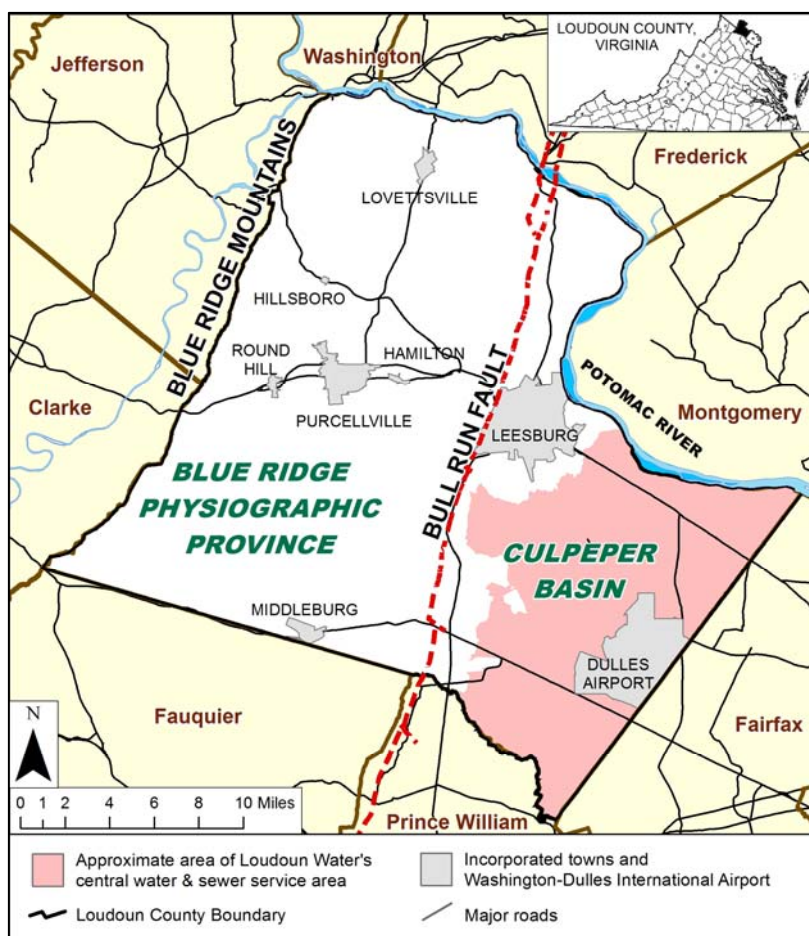 LOUDOUN COUNTY,
VIRGINIA
Jefferson
Washington
Frederick
BLUE RIDGE MOUNTAINS
LOVETTSVILLE
HILLSBORO
ROUND
HILL
HAMILTON
PURCELLVILLE
Clarke
BULL RUN FAULT
LEESBURG
POTOMAC RIVER
Montgomery
BLUE RIDGE
PHYSIOGRAPHIC
PROVINCE
CULPEPER
BASIN
MIDDLEBURG
DULLES
AIRPORT
Fauquier
Fairfax
Prince William
N
0 1 2 4 6 8 10 Miles
Approximate area of Loudoun Water's
central water & sewer service area
Incorporated towns and
Washington-Dulles International Airport
Loudoun County Boundary
Major roads